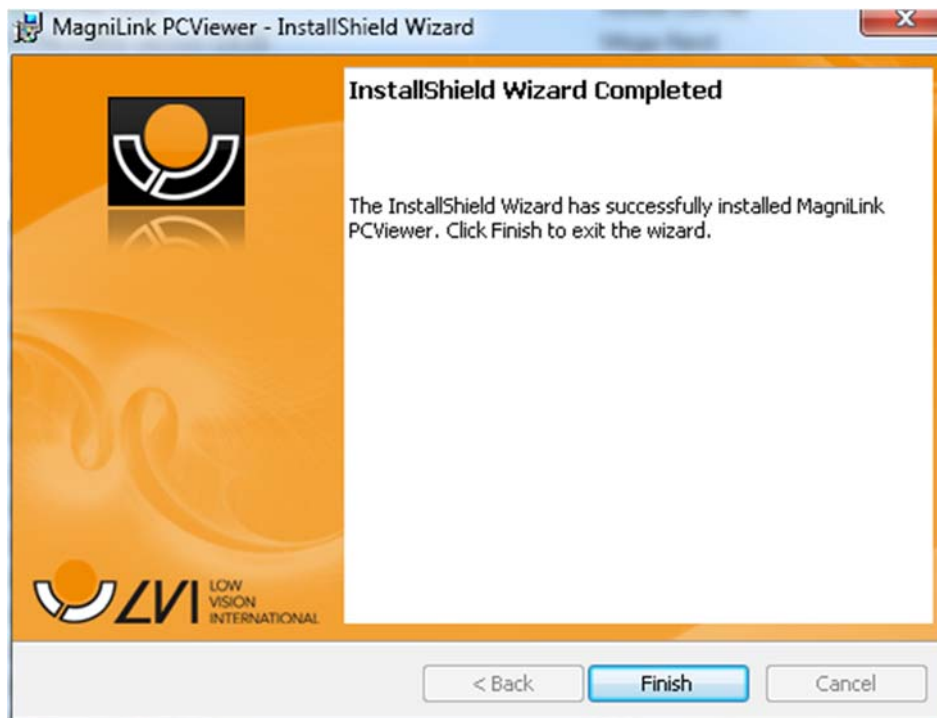 MagniLink PCViewer - InstallShield Wizard
X
InstallShield Wizard Completed
The InstallShield Wizard has successfully installed MagniLink
PCViewer. Click Finish to exit the wizard.
LVI
LOW
VISION
INTERNATIONAL
< Back Finish Cancel